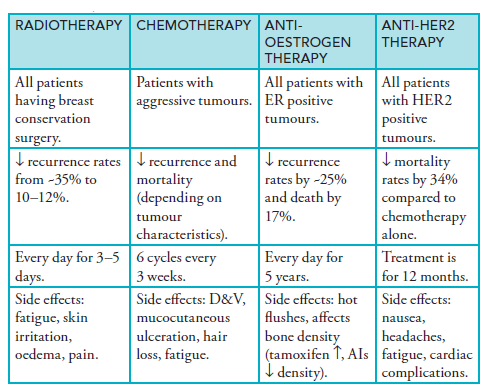 RADIOTHERAPY
CHEMOTHERAPY
ANTI-
OESTROGEN
THERAPY
ANTI-HER2
THERAPY
All patients
having breast
conservation
surgery.
Patients with
aggressive tumours.
All patients with
ER positive
tumours.
All patients
with HER2
positive
tumours.
↓ recurrence rates
from ~35% to
10–12%.
↓ recurrence and
mortality
(depending on
tumour
characteristics).
↓ recurrence
rates by ~25%
and death by
17%.
↓ mortality
rates by 34%
compared to
chemotherapy
alone.
Every day for 3–5
days.
6 cycles every
3 weeks.
Every day for
5 years.
Treatment is
for 12 months.
Side effects:
fatigue, skin
irritation,
oedema, pain.
Side effects: D&V,
mucocutaneous
ulceration, hair
loss, fatigue.
Side effects: hot
flushes, affects
bone density
(tamoxifen ↑, AIs
↓ density).
Side effects:
nausea,
headaches,
fatigue, cardiac
complications.